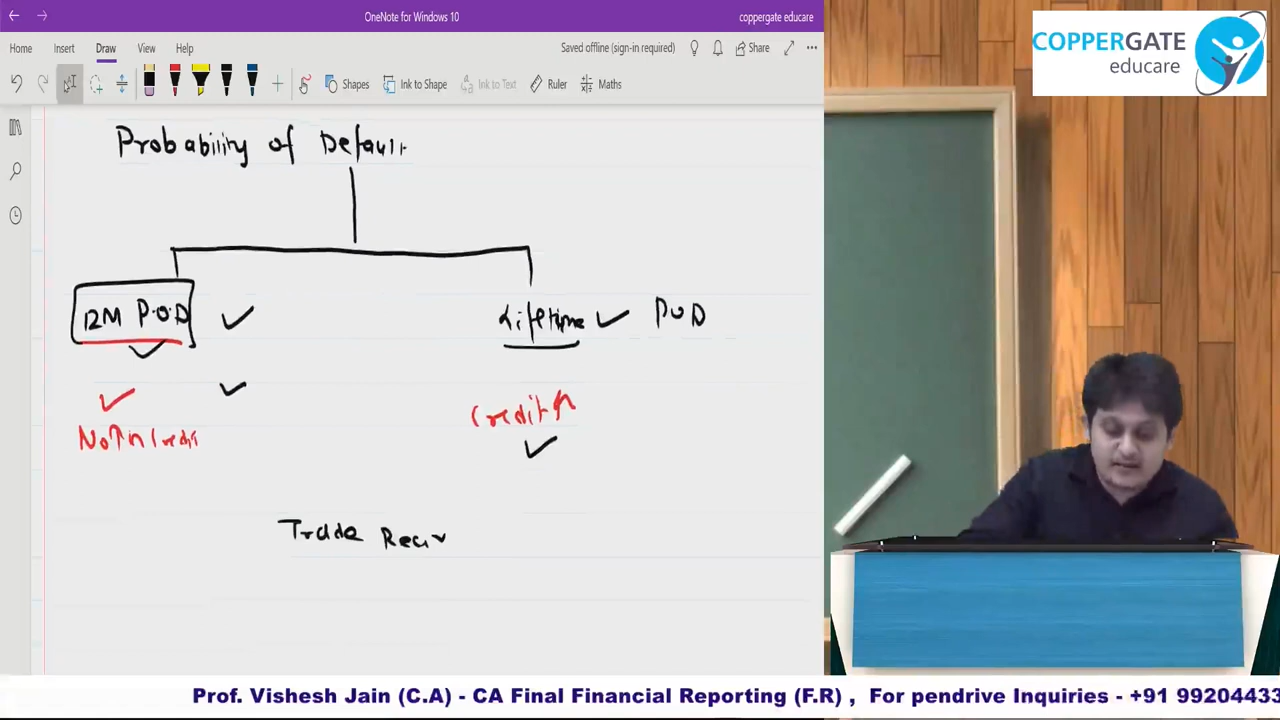 OneNote for Windows 10
coppergate educare
Home Insert Draw View Help
Saved offline (sign-in required)
Share
Shapes
Ink to Shape
Ink to Text
Ruler
Maths
COPPERGATE
educare
Probability of Default
12M P.O.D
Lifetime POD
Credit
Trade Reciv
Prof. Vishesh Jain (C.A) - CA Final Financial Reporting (F.R) , For pendrive Inquiries - +91 9920443